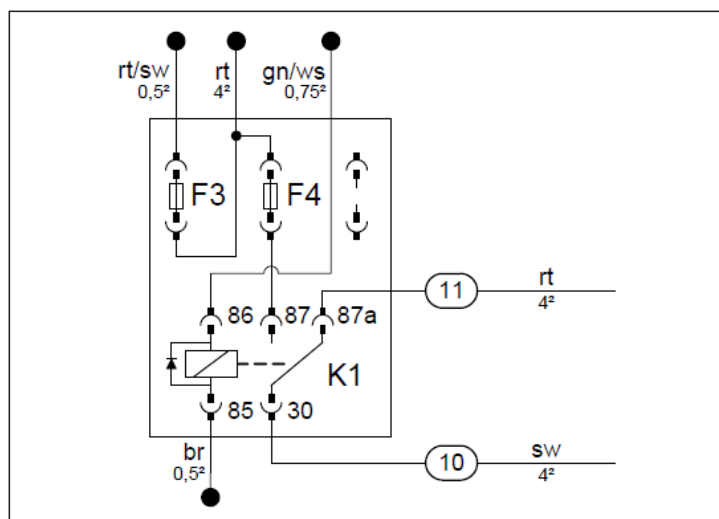 rt/sw rt gn/ws
0,5² 4² 0,75²
F3 F4
11 rt
4²
86 87 87a
K1
85 30
br
0,5²
10 sw
4²